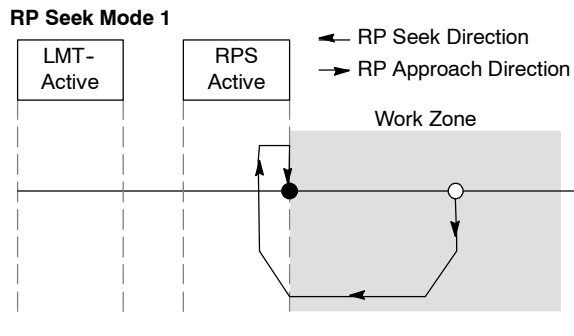 RP Seek Mode 1
LMT-
Active
RPS
Active
RP Seek Direction
RP Approach Direction
Work Zone